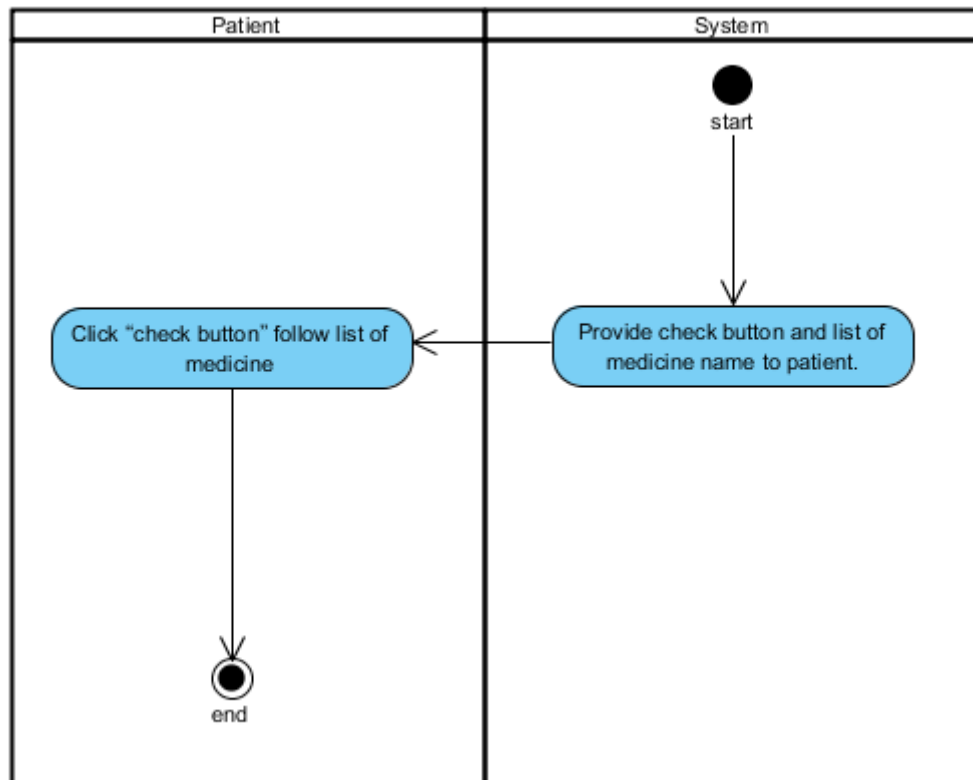 Patient
System
start
Click “check button” follow list of
medicine
Provide check button and list of
medicine name to patient.
end